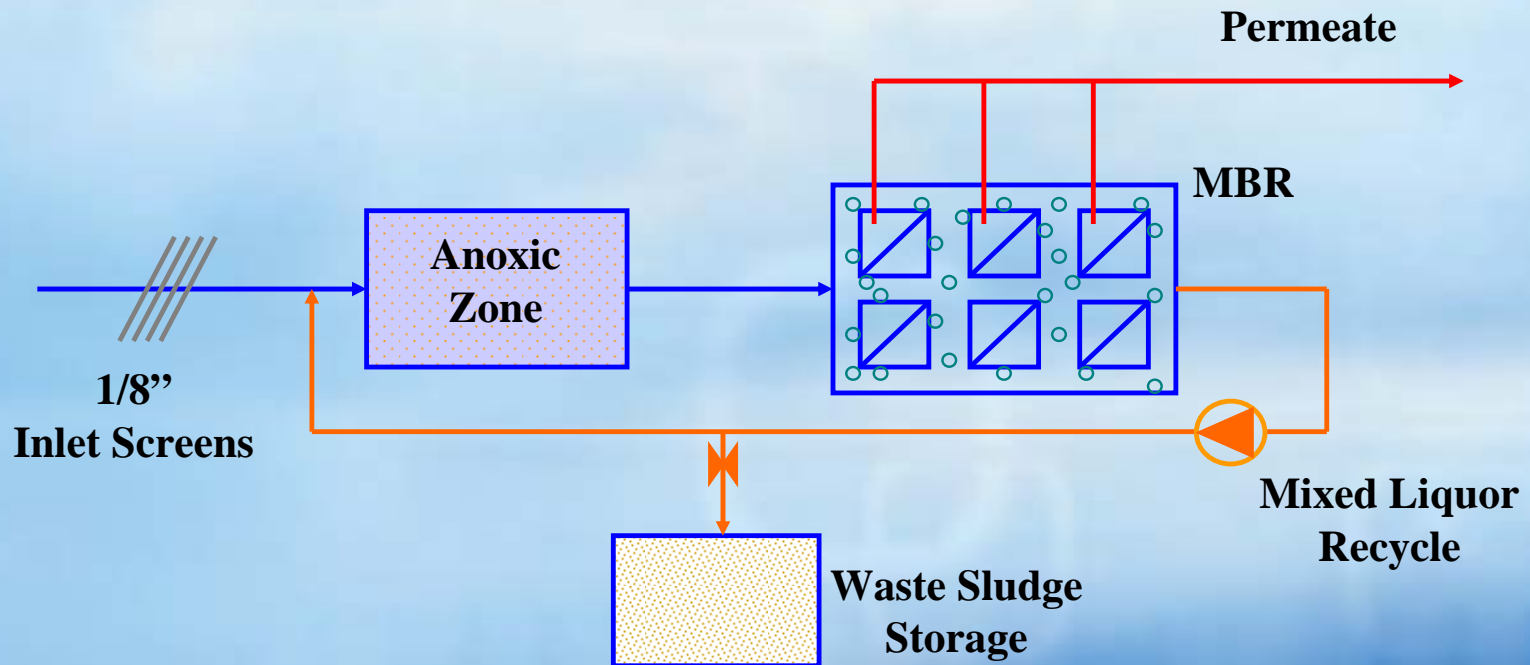 Permeate
MBR
Anoxic
Zone
1/8”
Inlet Screens
Mixed Liquor
Recycle
Waste Sludge
Storage